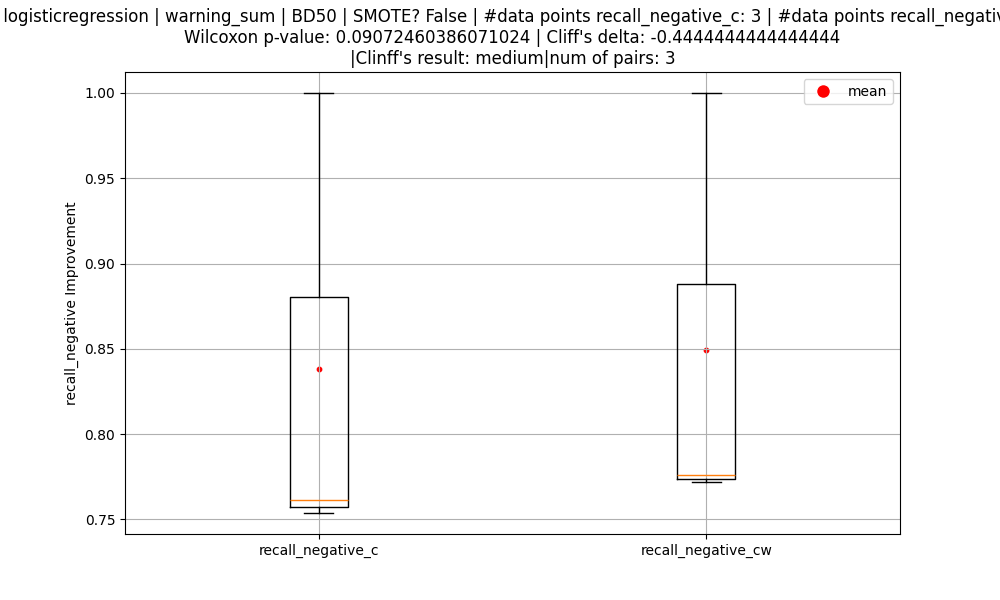 logisticregression | warning_sum | BD50 | SMOTE? False | #data points recall_negative_c: 3 | #data points
Wilcoxon p-value: 0.09072460386071024 | Cliff's delta: -0.4444444444444444
|Clinff's result: medium|num of pairs: 3
mean
1.00
0.95
0.90
0.85
0.80
0.75
recall_negative Improvement
recall_negative_c
recall_negative_cw